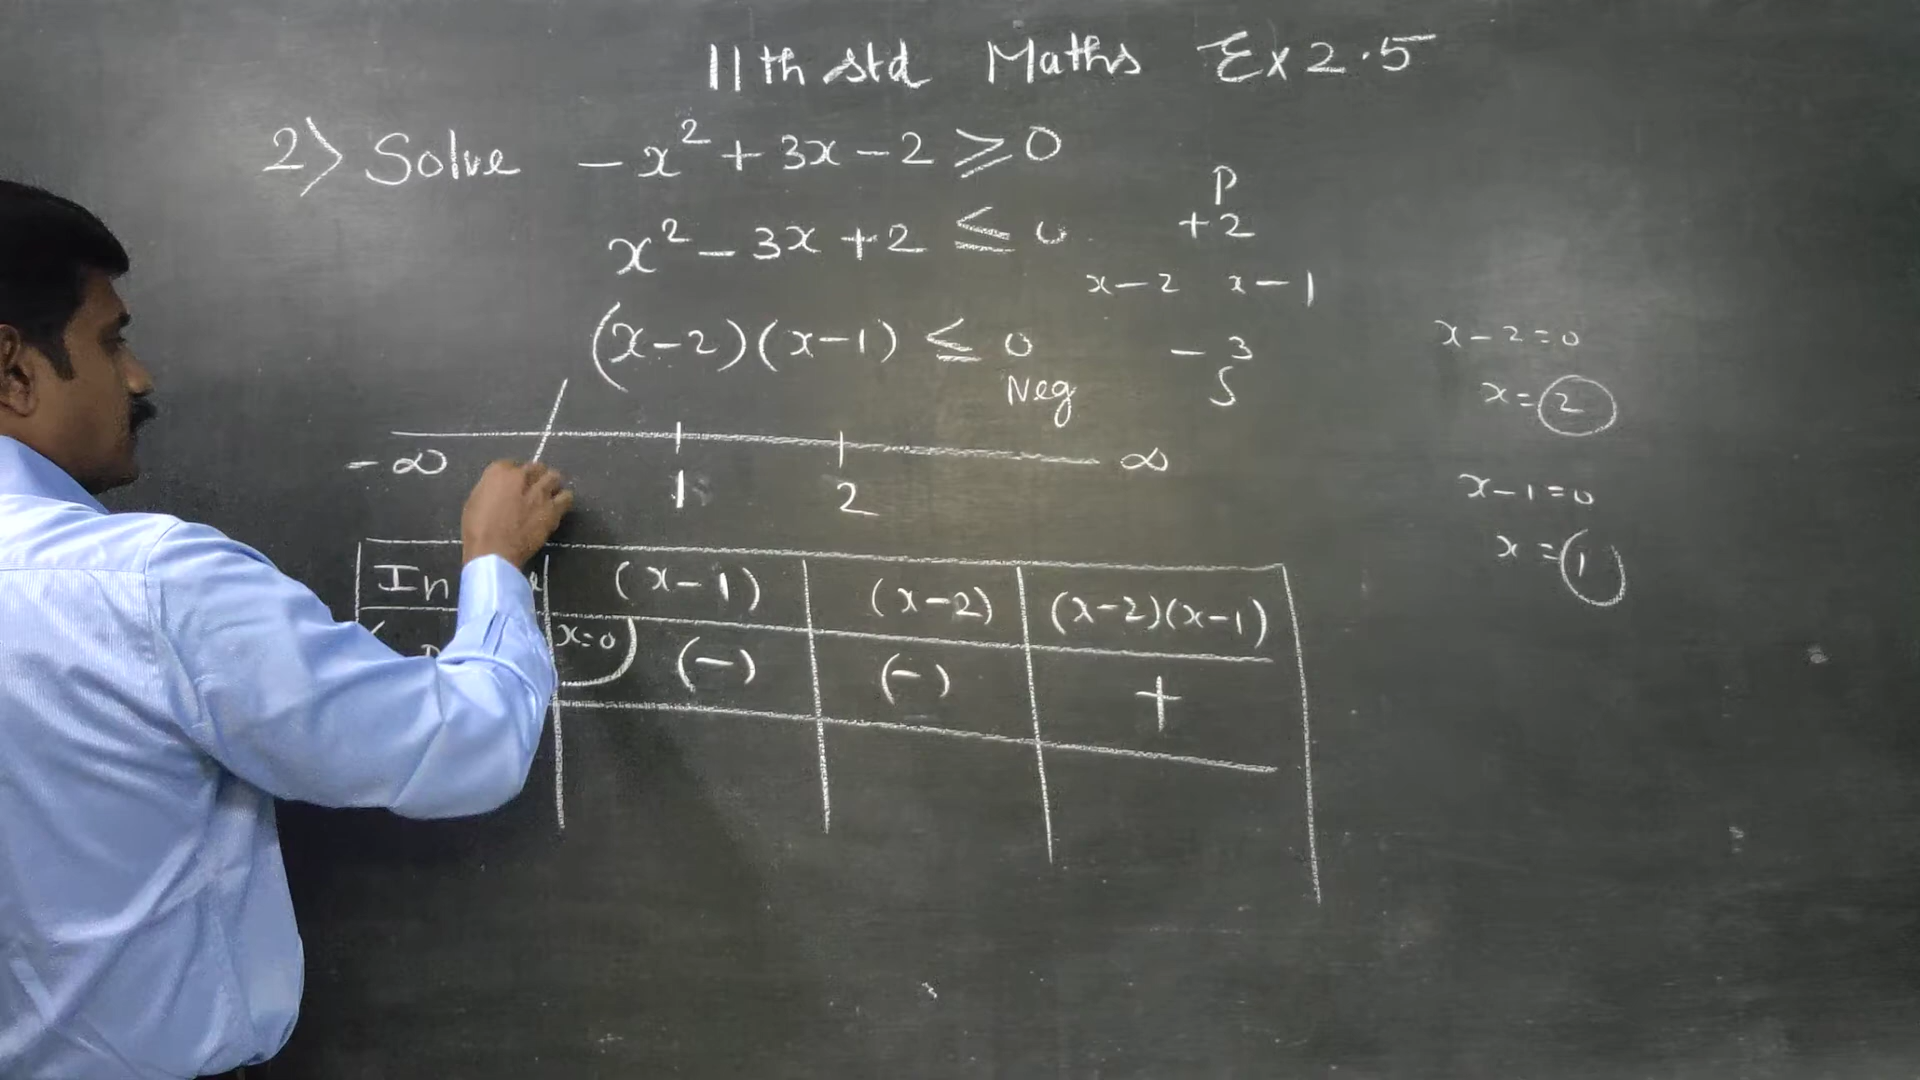 11th std Maths Ex 2.5
2) Solve -x² + 3x - 2 ≥ 0
x² - 3x + 2 ≤ 0
P
+2
x-2 x-1
-3
S
(x-2)(x-1) ≤ 0
Neg
x-2=0
x=2
x-1=0
x=1
-∞ 1 2 ∞
(x-1) (x-2) (x-2)(x-1)
x=0 (-) (-) +